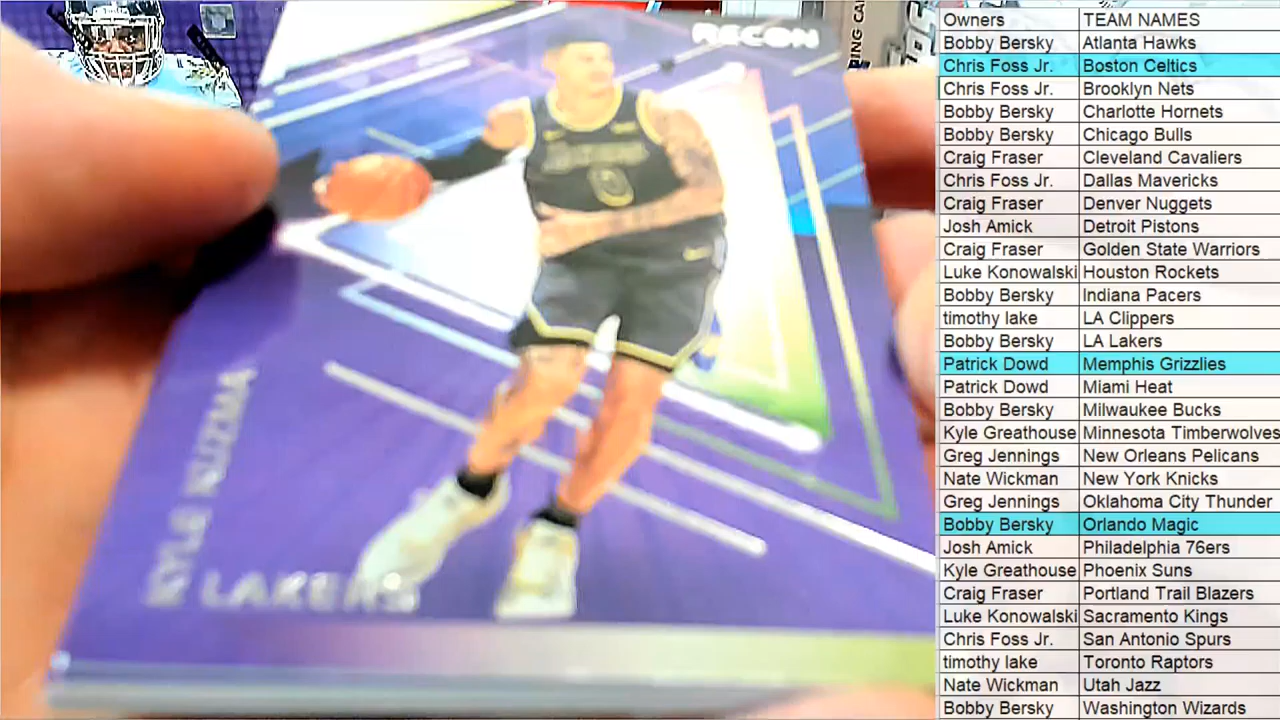 RECON
KYLE KUZMA
LAKERS
0
Owners TEAM NAMES
Bobby Bersky Atlanta Hawks
Chris Foss Jr. Boston Celtics
Chris Foss Jr. Brooklyn Nets
Bobby Bersky Charlotte Hornets
Bobby Bersky Chicago Bulls
Craig Fraser Cleveland Cavaliers
Chris Foss Jr. Dallas Mavericks
Craig Fraser Denver Nuggets
Josh Amick Detroit Pistons
Craig Fraser Golden State Warriors
Luke Konowalski Houston Rockets
Bobby Bersky Indiana Pacers
timothy lake LA Clippers
Bobby Bersky LA Lakers
Patrick Dowd Memphis Grizzlies
Patrick Dowd Miami Heat
Bobby Bersky Milwaukee Bucks
Kyle Greathouse Minnesota Timberwolves
Greg Jennings New Orleans Pelicans
Nate Wickman New York Knicks
Greg Jennings Oklahoma City Thunder
Bobby Bersky Orlando Magic
Josh Amick Philadelphia 76ers
Kyle Greathouse Phoenix Suns
Craig Fraser Portland Trail Blazers
Luke Konowalski Sacramento Kings
Chris Foss Jr. San Antonio Spurs
timothy lake Toronto Raptors
Nate Wickman Utah Jazz
Bobby Bersky Washington Wizards